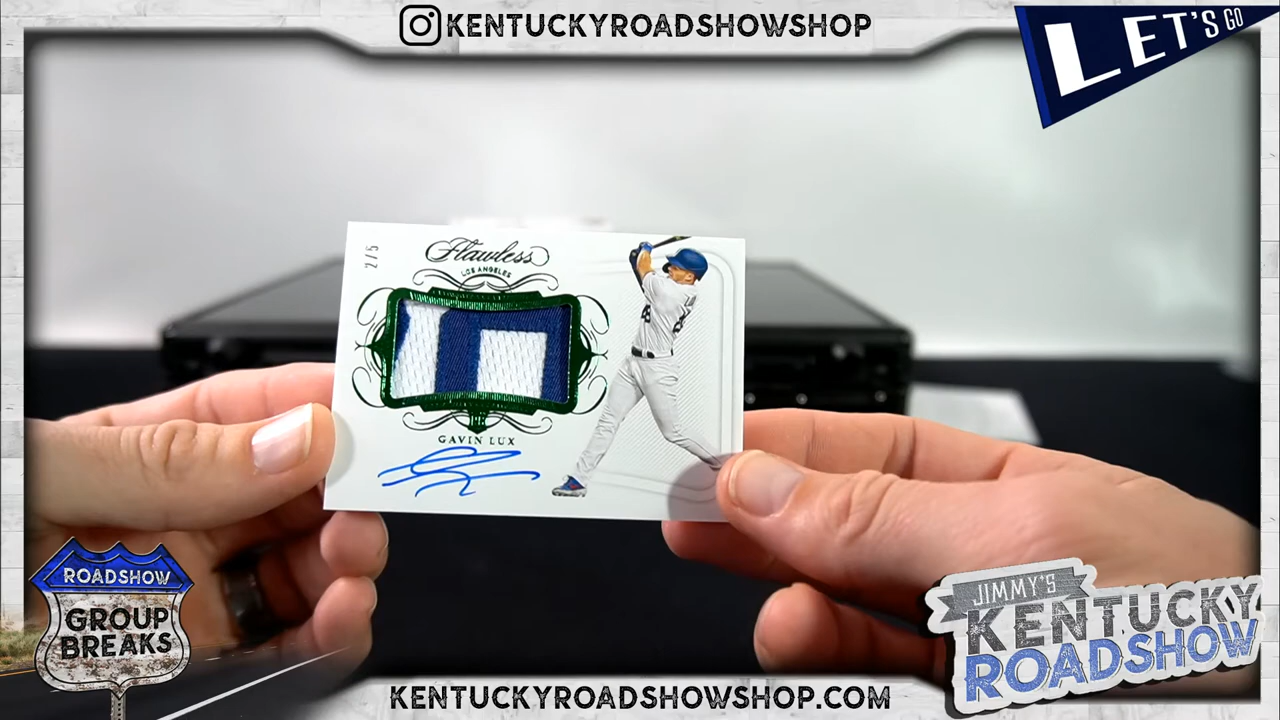 KENTUCKYROADSHOWSHOP
LET'S GO
2/5
Flawless
LOS ANGELES
GAVIN LUX
ROADSHOW
GROUP
BREAKS
JIMMY'S
KENTUCKY
ROADSHOW
KENTUCKYROADSHOWSHOP.COM